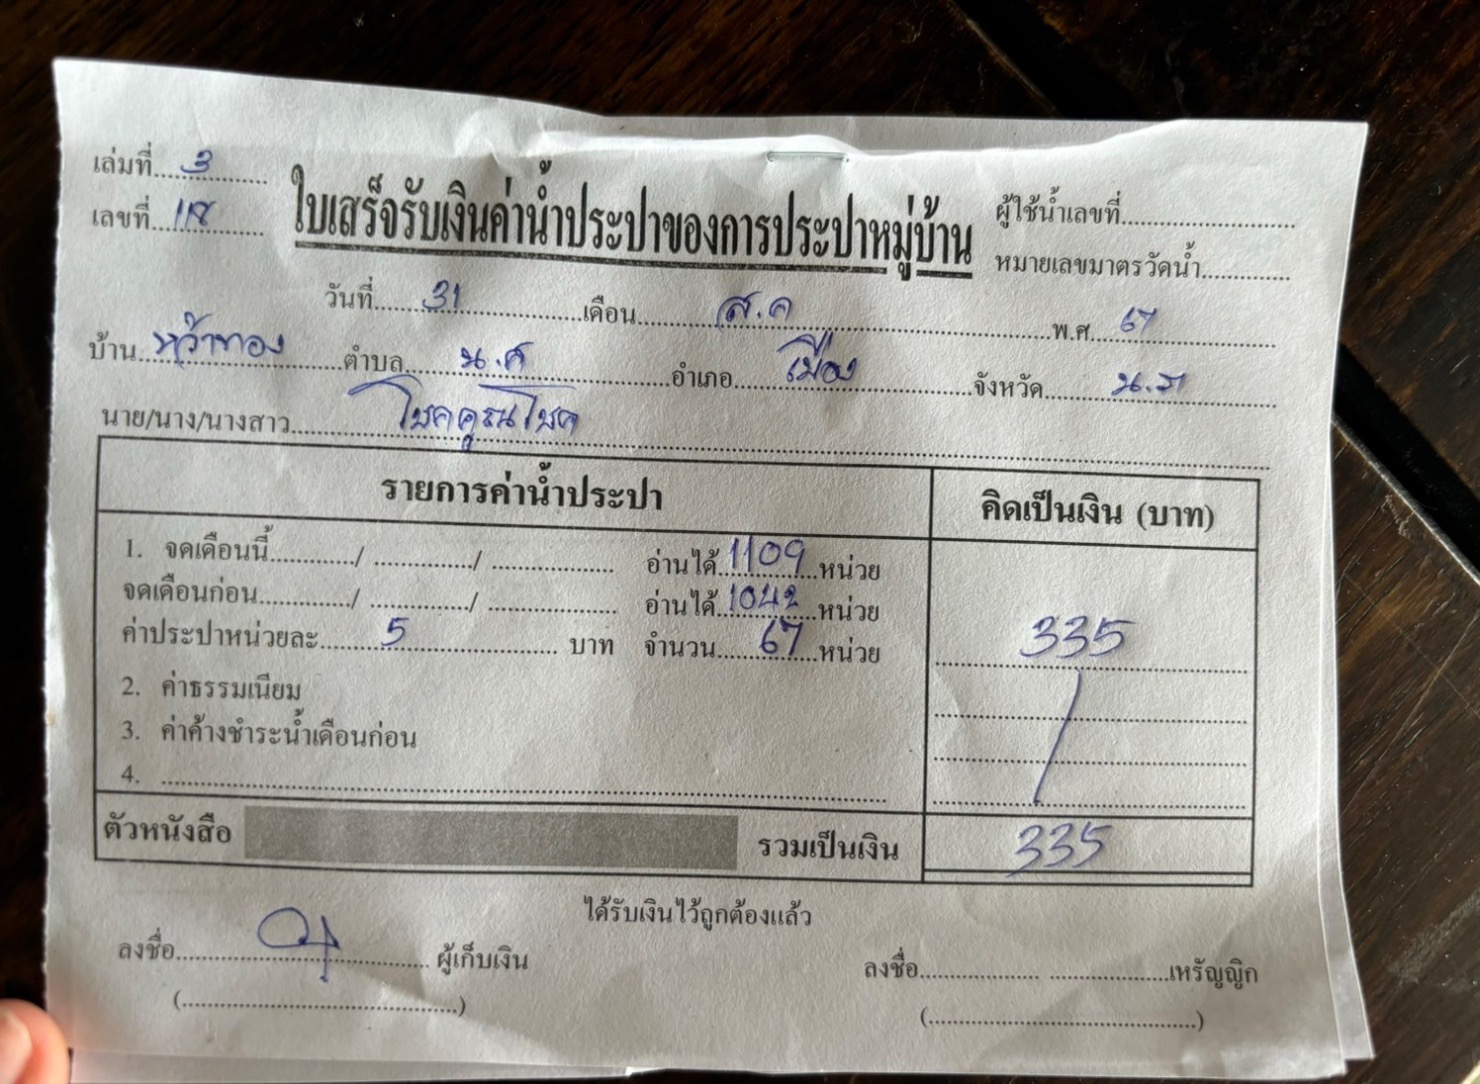 เล่มที่ 3
เลขที่ 118
ใบเสร็จรับเงินค่าน้ำประปาของการประปาหมู่บ้าน
ผู้ใช้น้ำเลขที่
หมายเลขมาตรวัดน้ำ
วันที่ 31 เดือน ส.ค พ.ศ. 67
บ้าน หว้าทอง ตำบล น.ศ อำเภอ เมือง จังหวัด
นาย/นาง/นางสาว โชคคูณโชค
รายการค่าน้ำประปา คิดเป็นเงิน (บาท)
1. จดเดือนนี้ / / อ่านได้ 1109 หน่วย
จดเดือนก่อน / / อ่านได้ 1042 หน่วย
ค่าประปาหน่วยละ 5 บาท จำนวน 67 หน่วย 335
2. ค่าธรรมเนียม
3. ค่าค้างชำระน้ำเดือนก่อน
4.
ตัวหนังสือ รวมเป็นเงิน 335
ได้รับเงินไว้ถูกต้องแล้ว
ลงชื่อ ผู้เก็บเงิน ลงชื่อ เหรัญญิก
( ) ( )